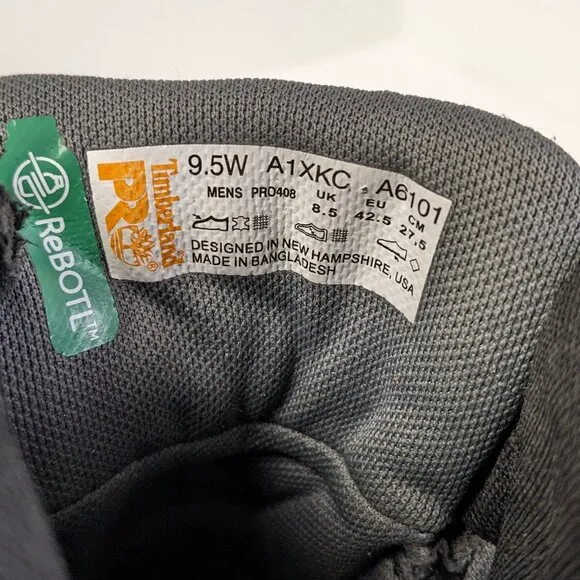 ReBOTL™
Timberland
PRO®
9.5W A1XKC A6101
MENS PRO408 UK EU CM
8.5 42.5 27.5
DESIGNED IN NEW HAMPSHIRE, USA
MADE IN BANGLADESH